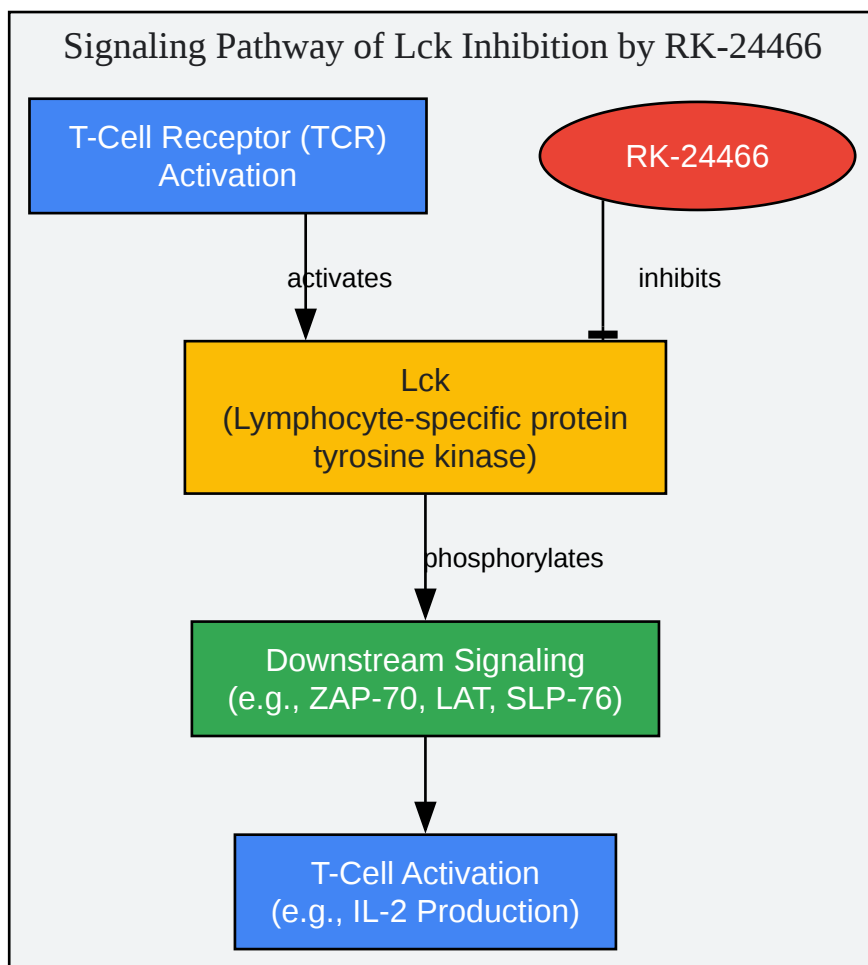 Signaling Pathway of Lck Inhibition by RK-24466
T-Cell Receptor (TCR)
Activation
RK-24466
activates
inhibits
Lck
(Lymphocyte-specific protein
tyrosine kinase)
phosphorylates
Downstream Signaling
(e.g., ZAP-70, LAT, SLP-76)
T-Cell Activation
(e.g., IL-2 Production)